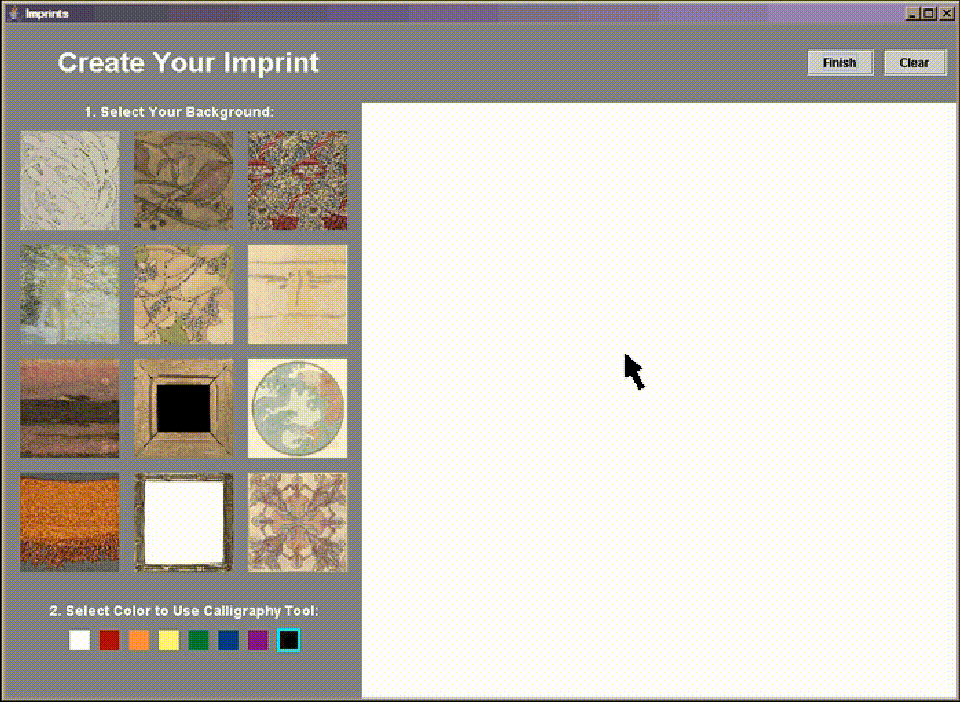 Imprints
Create Your Imprint
Finish
Clear
1. Select Your Background:
2. Select Color to Use Calligraphy Tool: